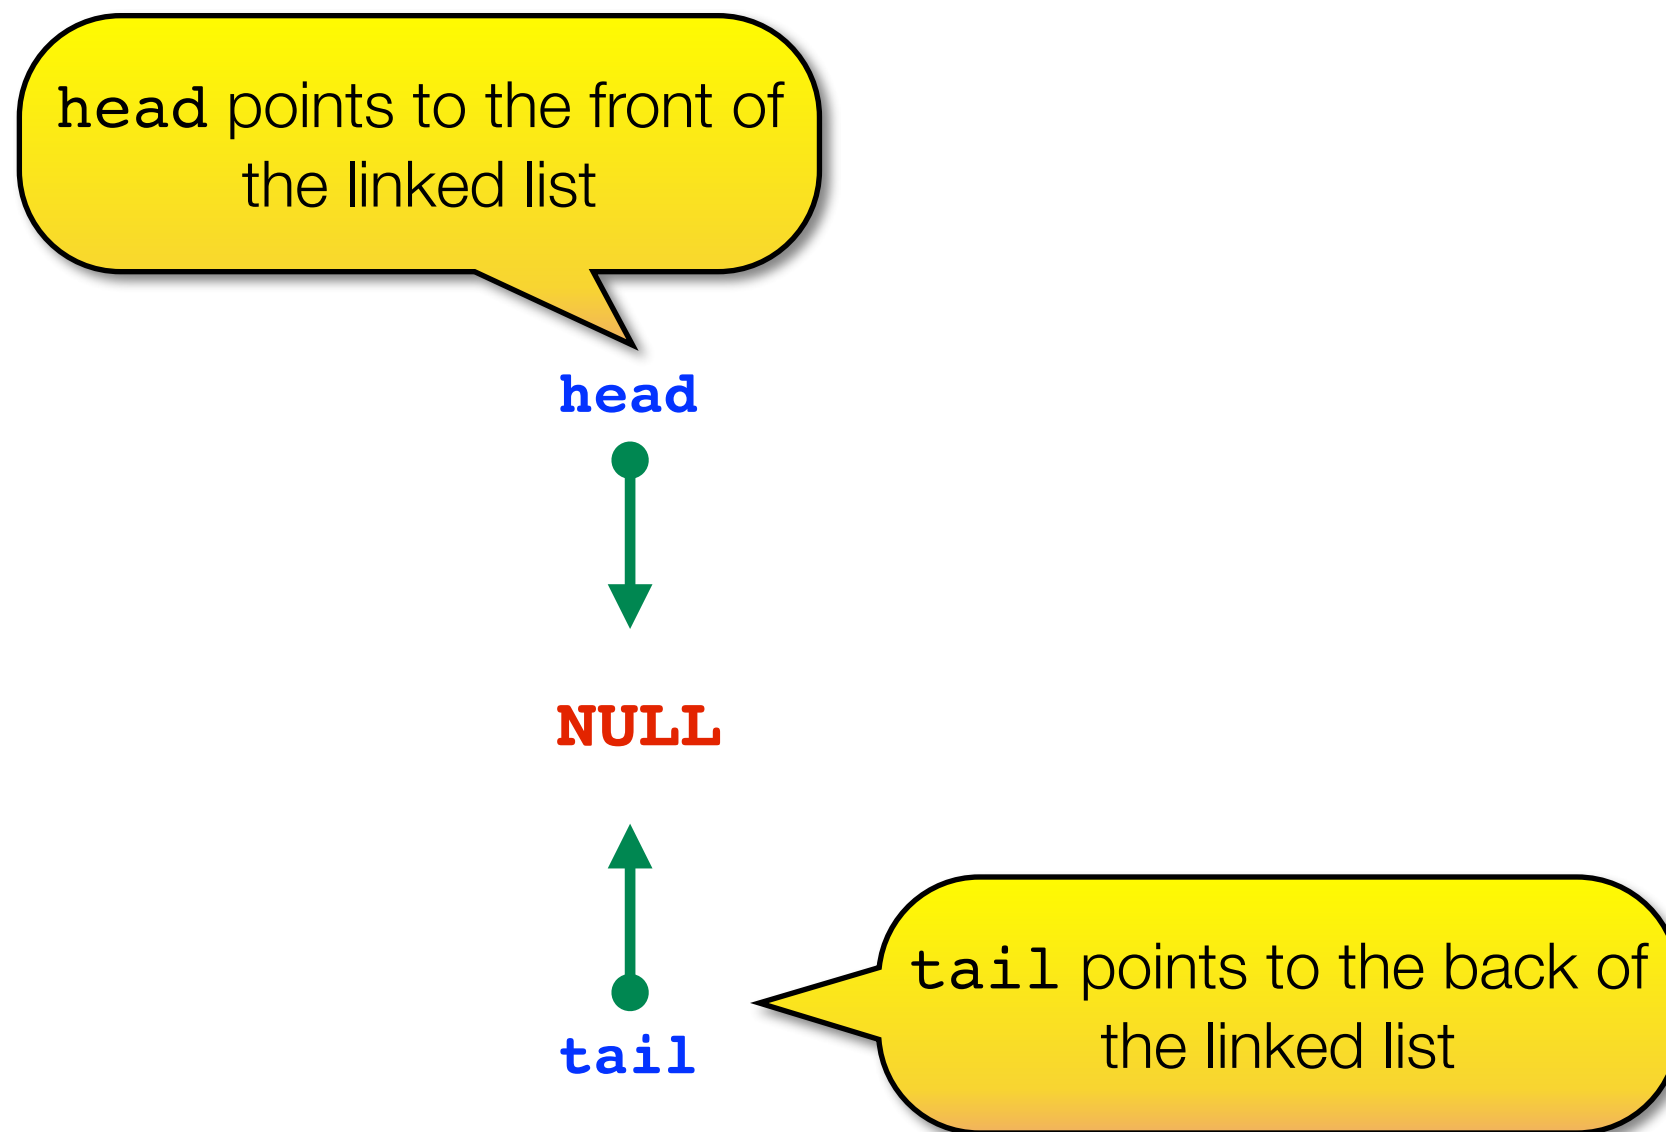 head points to the front of
the linked list
head
NULL
tail points to the back of
the linked list
tail